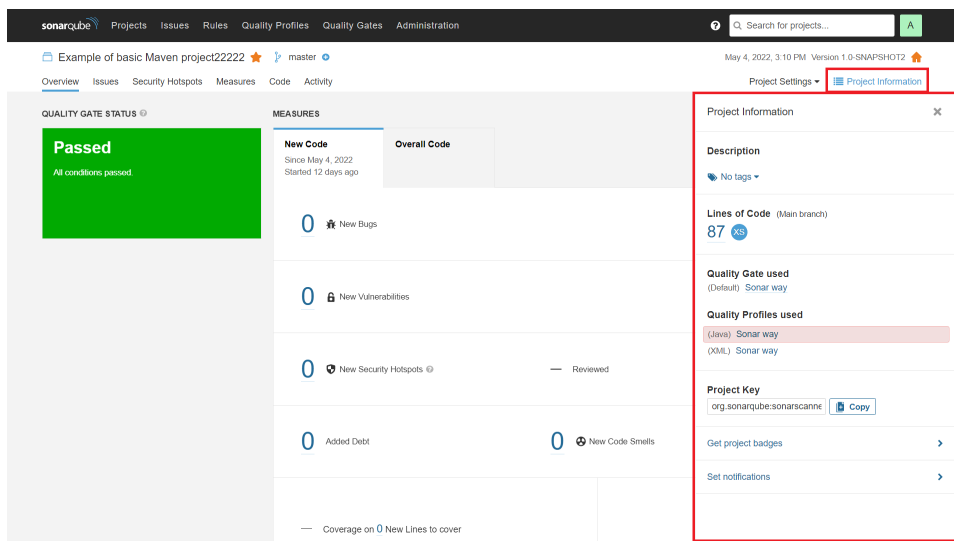 sonarqube Projects Issues Rules Quality Profiles Quality Gates Administration ? Search for projects... A
Example of basic Maven project22222 master May 4, 2022, 3:10 PM Version 1.0-SNAPSHOT2
Overview Issues Security Hotspots Measures Code Activity Project Settings Project Information
QUALITY GATE STATUS ?
Passed
All conditions passed.
MEASURES
New Code
Since May 4, 2022
Started 12 days ago
Overall Code
0 New Bugs
0 New Vulnerabilities
0 New Security Hotspots ? — Reviewed
0 Added Debt 0 New Code Smells
— Coverage on 0 New Lines to cover
Project Information
Description
No tags
Lines of Code (Main branch)
87 XS
Quality Gate used
(Default) Sonar way
Quality Profiles used
(Java) Sonar way
(XML) Sonar way
Project Key
org.sonarqube:sonarscanne Copy
Get project badges
Set notifications